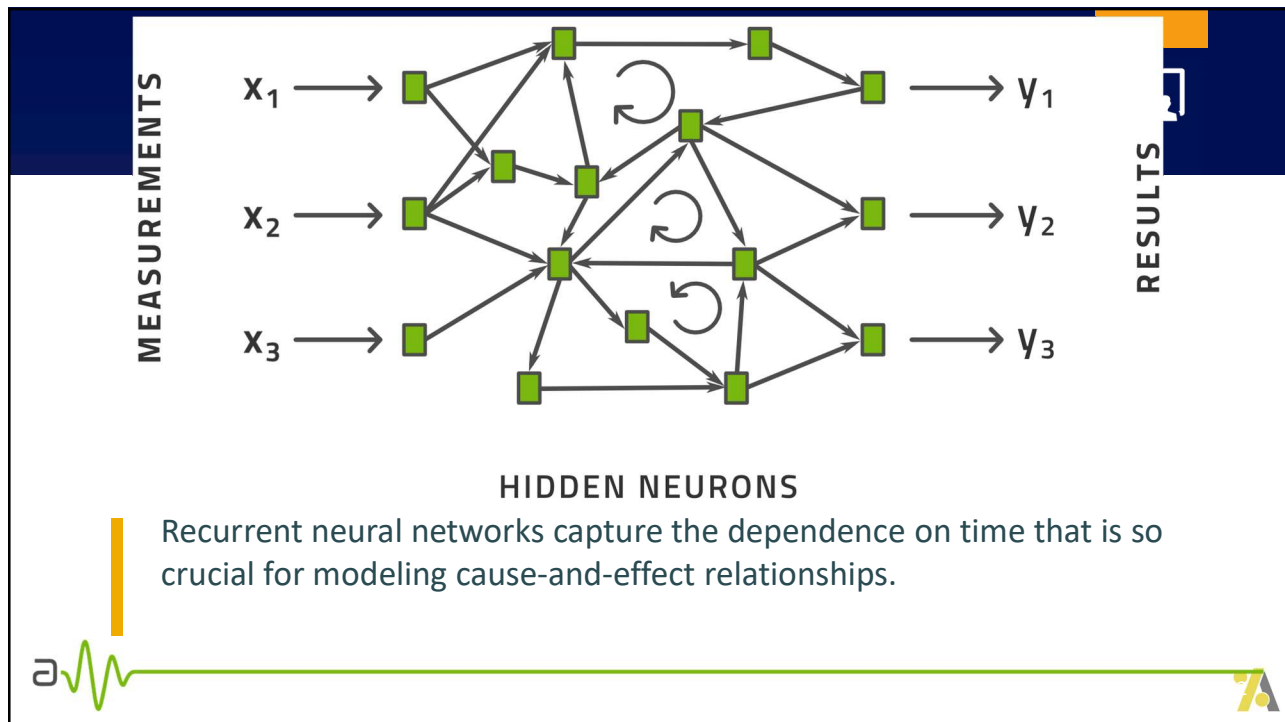 MEASUREMENTS
x₁
x₂
x₃
y₁
y₂
y₃
RESULTS
HIDDEN NEURONS
Recurrent neural networks capture the dependence on time that is so
crucial for modeling cause-and-effect relationships.
a